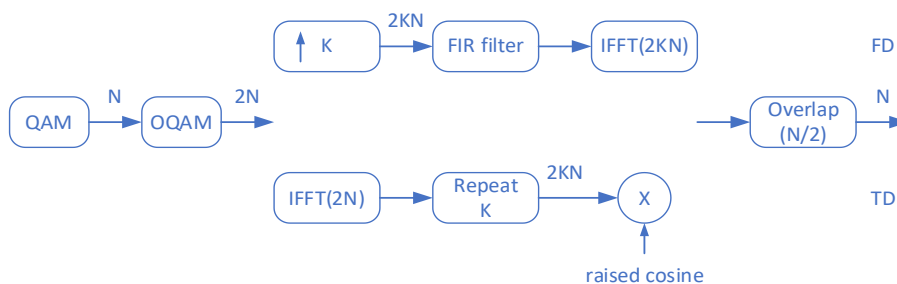 2KN
↑ K
FIR filter
IFFT(2KN)
FD
QAM
N
OQAM
2N
Overlap
(N/2)
N
IFFT(2N)
Repeat
K
2KN
X
TD
raised cosine